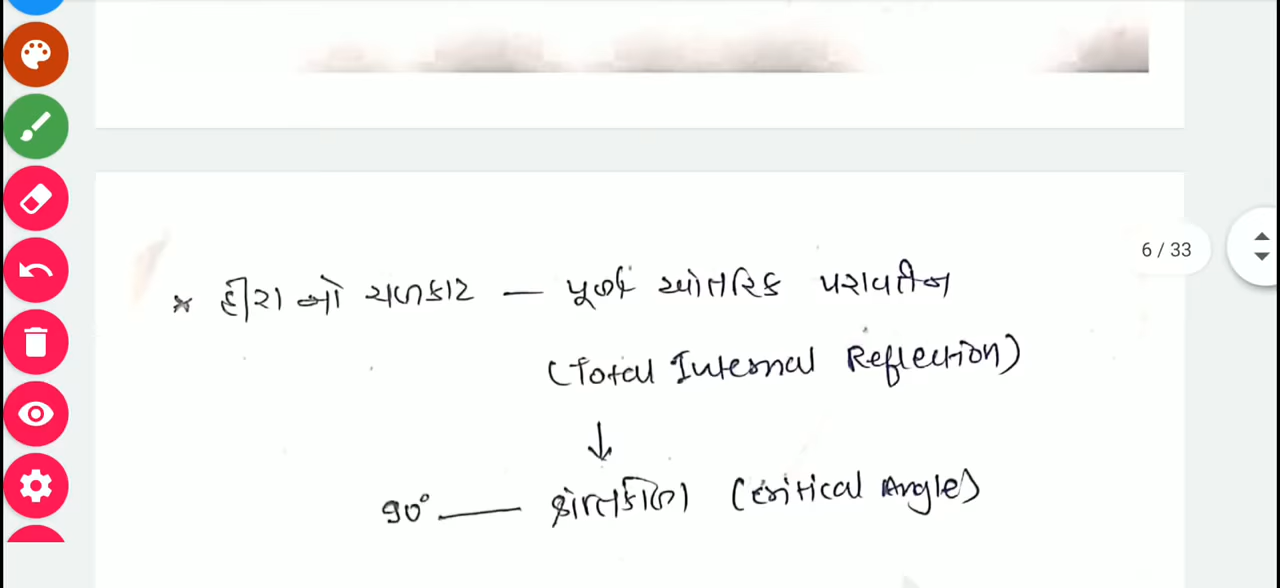 6 / 33
* હીરા નો ચળકાટ — પૂર્ણ આંતરિક પરાવર્તન
(Total Internal Reflection)
↓
90° — ક્રાંતિકોણ (Critical Angle)